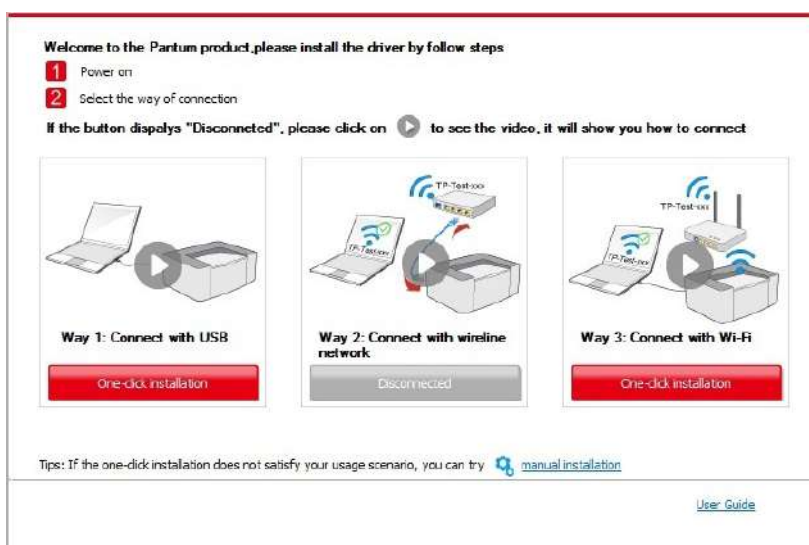 Welcome to the Pantum product,please install the driver by follow steps
1 Power on
2 Select the way of connection
If the button dispalys "Disconneted", please click on to see the video, it will show you how to connect
TP-Test-xxx
TP-Test-xxx
TP-Test-xxx
TP-Test-xxx
Way 1: Connect with USB
Way 2: Connect with wireline
network
Way 3: Connect with Wi-Fi
One-click installation
Disconnected
One-click installation
Tips: If the one-click installation does not satisfy your usage scenario, you can try manual installation
User Guide